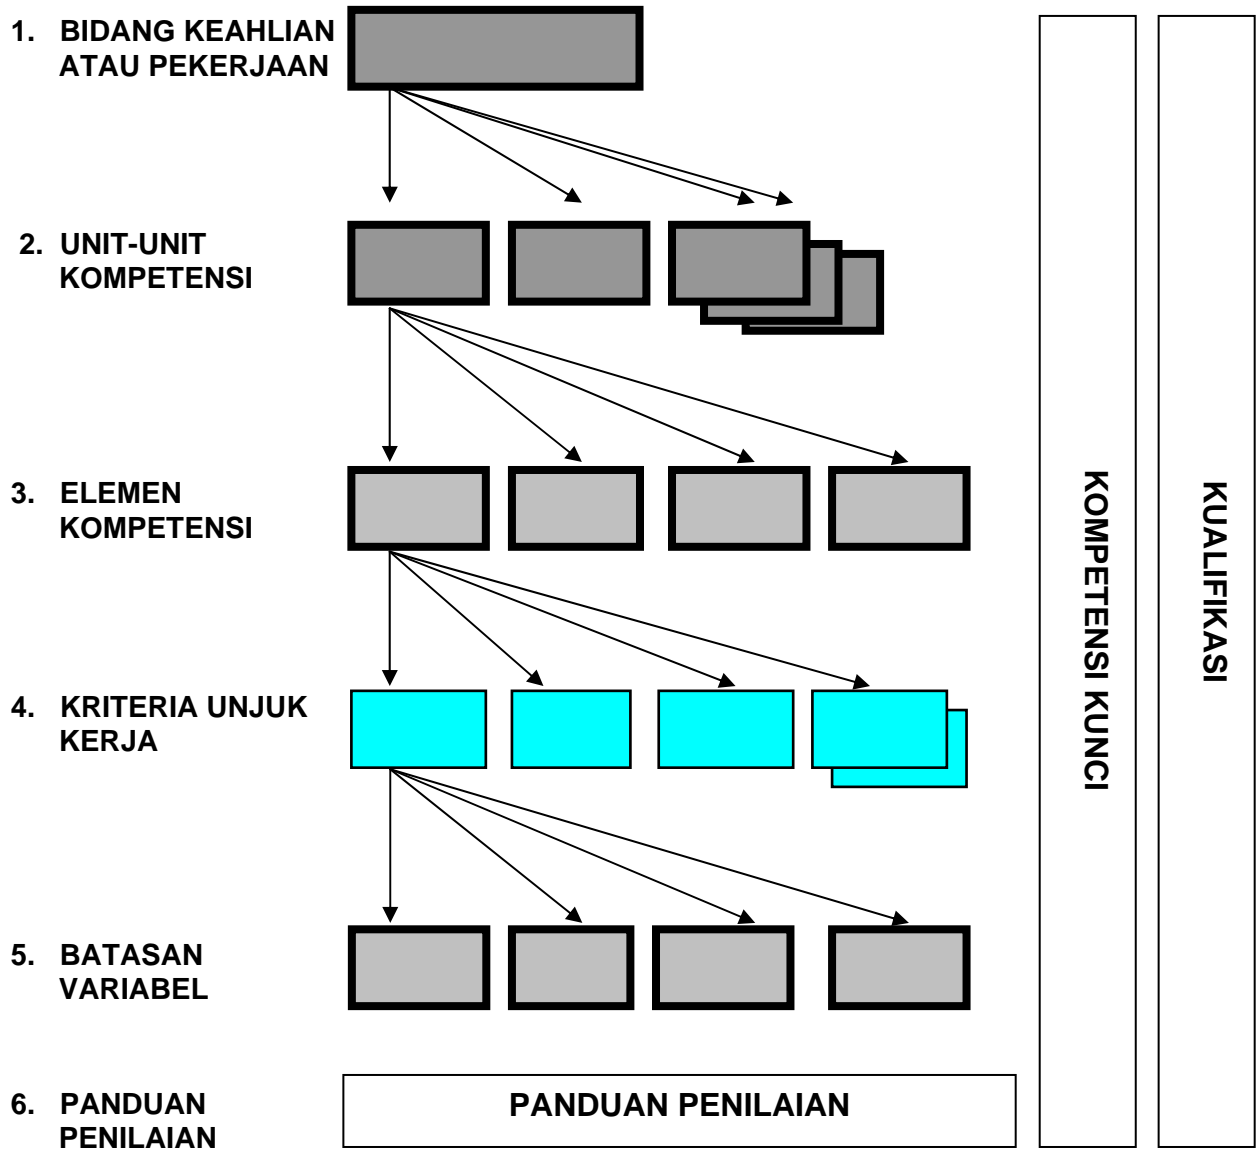 1. BIDANG KEAHLIAN
ATAU PEKERJAAN
2. UNIT-UNIT
KOMPETENSI
3. ELEMEN
KOMPETENSI
4. KRITERIA UNJUK
KERJA
5. BATASAN
VARIABEL
6. PANDUAN
PENILAIAN
PANDUAN PENILAIAN
KOMPETENSI KUNCI
KUALIFIKASI